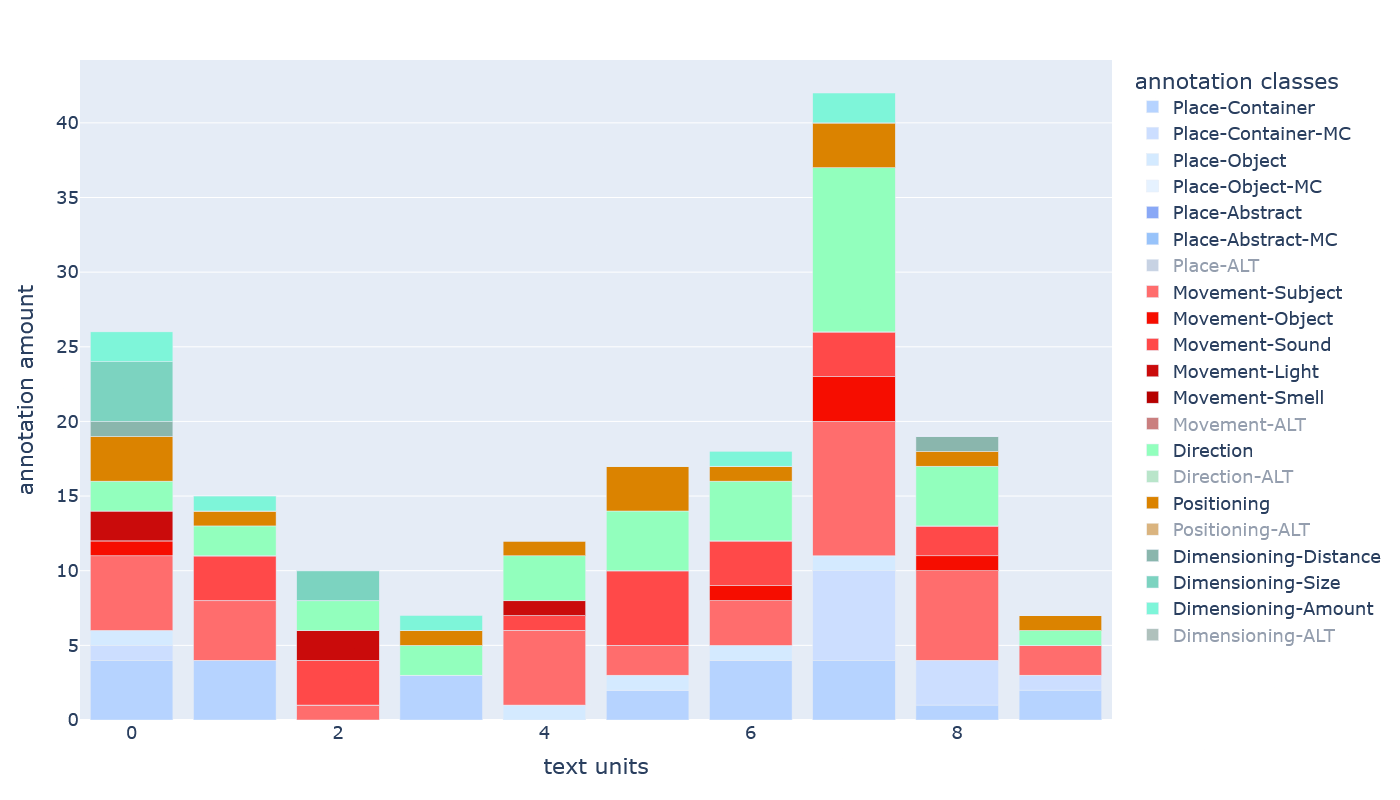 annotation classes
Place-Container
Place-Container-MC
Place-Object
Place-Object-MC
Place-Abstract
Place-Abstract-MC
Place-ALT
Movement-Subject
Movement-Object
Movement-Sound
Movement-Light
Movement-Smell
Movement-ALT
Direction
Direction-ALT
Positioning
Positioning-ALT
Dimensioning-Distance
Dimensioning-Size
Dimensioning-Amount
Dimensioning-ALT
annotation amount
40
35
30
25
20
15
10
5
0
0 2 4 6 8
text units